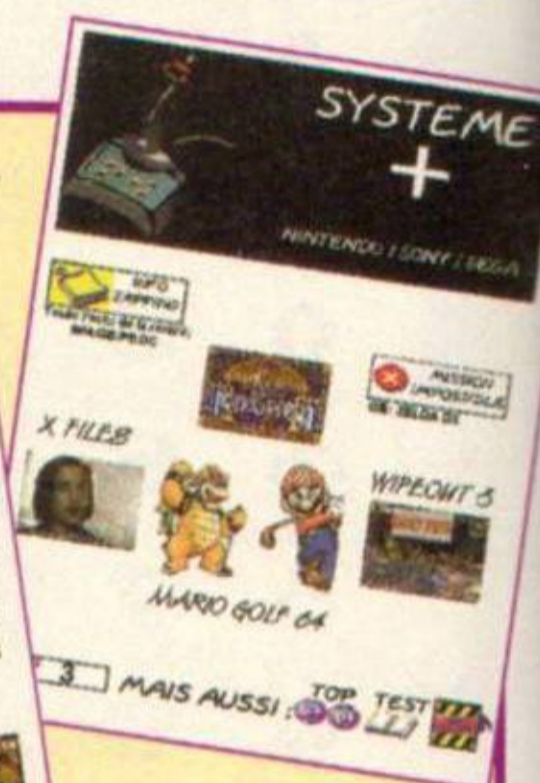 SYSTEME
+
NINTENDO / SONY / SEGA
INFO
ZAPPING
MISSION
IMPOSSIBLE
X FILES
WIPEOUT 3
MARIO GOLF 64
3
MAIS AUSSI : TOP TEST